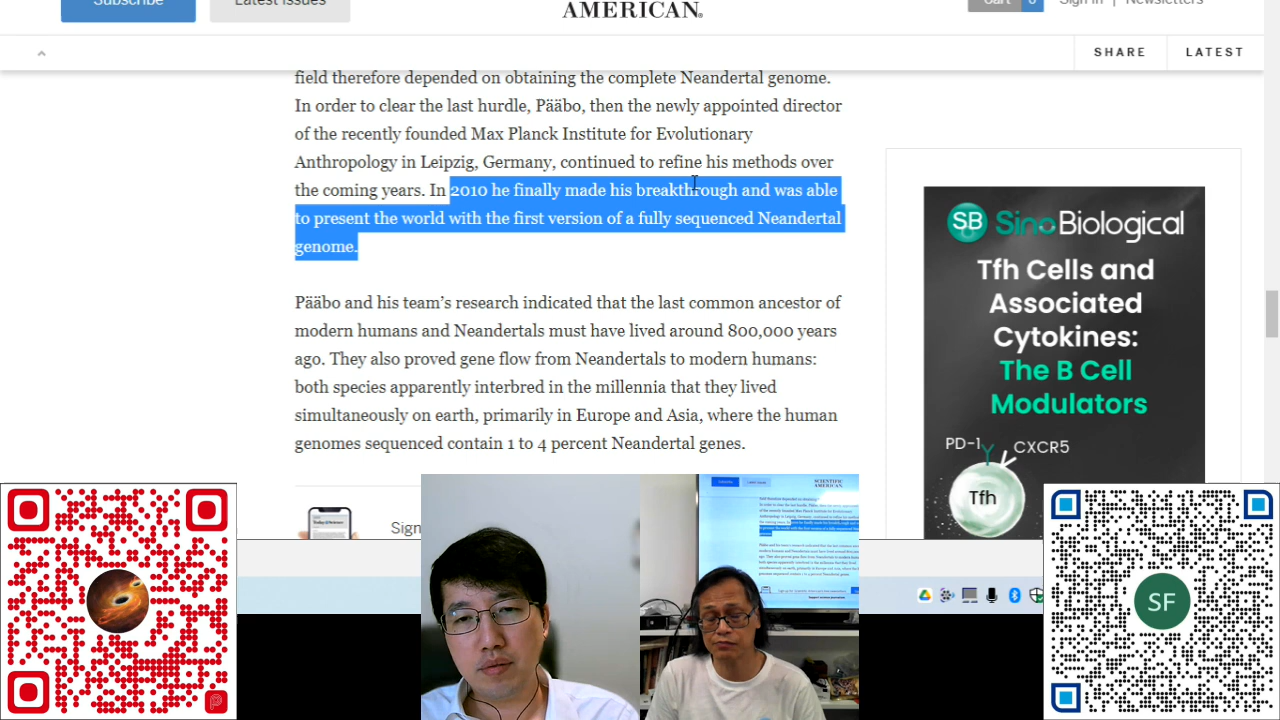 Subscribe
Latest Issues
AMERICAN®
Cart 0
Sign In | Newsletters
SHARE
LATEST
field therefore depended on obtaining the complete Neandertal genome.
In order to clear the last hurdle, Pääbo, then the newly appointed director
of the recently founded Max Planck Institute for Evolutionary
Anthropology in Leipzig, Germany, continued to refine his methods over
the coming years. In 2010 he finally made his breakthrough and was able
to present the world with the first version of a fully sequenced Neandertal
genome.
Pääbo and his team's research indicated that the last common ancestor of
modern humans and Neandertals must have lived around 800,000 years
ago. They also proved gene flow from Neandertals to modern humans:
both species apparently interbred in the millennia that they lived
simultaneously on earth, primarily in Europe and Asia, where the human
genomes sequenced contain 1 to 4 percent Neandertal genes.
Sign
SB SinoBiological
Tfh Cells and
Associated
Cytokines:
The B Cell
Modulators
PD-1
CXCR5
Tfh
SF
SCIENTIFIC
AMERICAN.